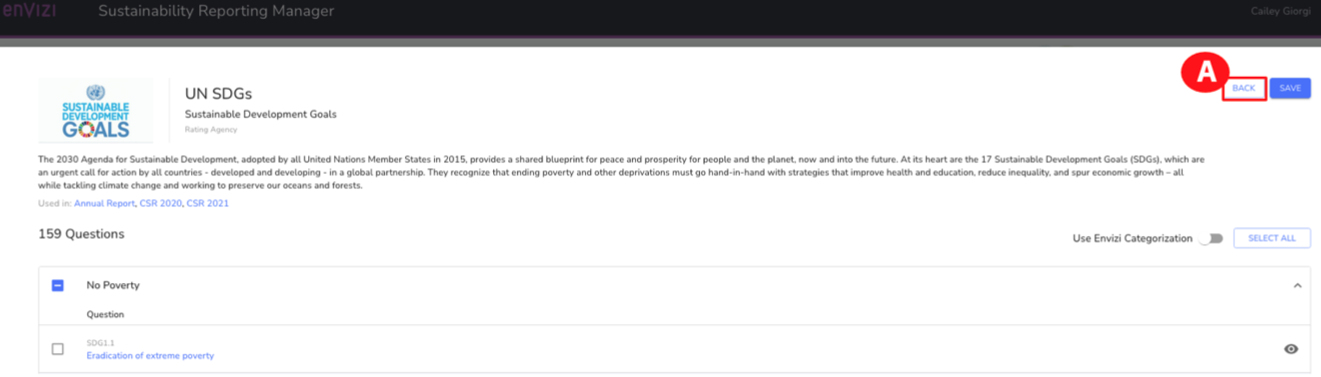 enVIZI
Sustainability Reporting Manager
Cailey Giorgi
A
BACK
SAVE
SUSTAINABLE
DEVELOPMENT
GOALS
UN SDGs
Sustainable Development Goals
Rating Agency
The 2030 Agenda for Sustainable Development, adopted by all United Nations Member States in 2015, provides a shared blueprint for peace and prosperity for people and the planet, now and into the future. At its heart are the 17 Sustainable Development Goals (SDGs), which are
an urgent call for action by all countries - developed and developing - in a global partnership. They recognize that ending poverty and other deprivations must go hand-in-hand with strategies that improve health and education, reduce inequality, and spur economic growth – all
while tackling climate change and working to preserve our oceans and forests.
Used in: Annual Report, CSR 2020, CSR 2021
159 Questions
Use Envizi Categorization
SELECT ALL
No Poverty
Question
SDG1.1
Eradication of extreme poverty